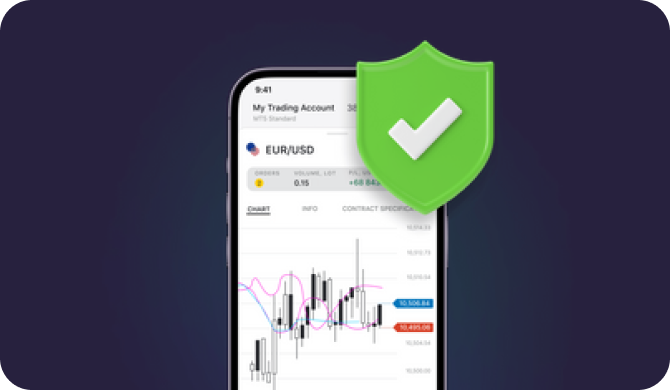 9:41
My Trading Account
MT5 Standard
EUR/USD
ORDERS VOLUME, LOT
0.15
CHART INFO CONTRACT
10,506.84
10,495.06